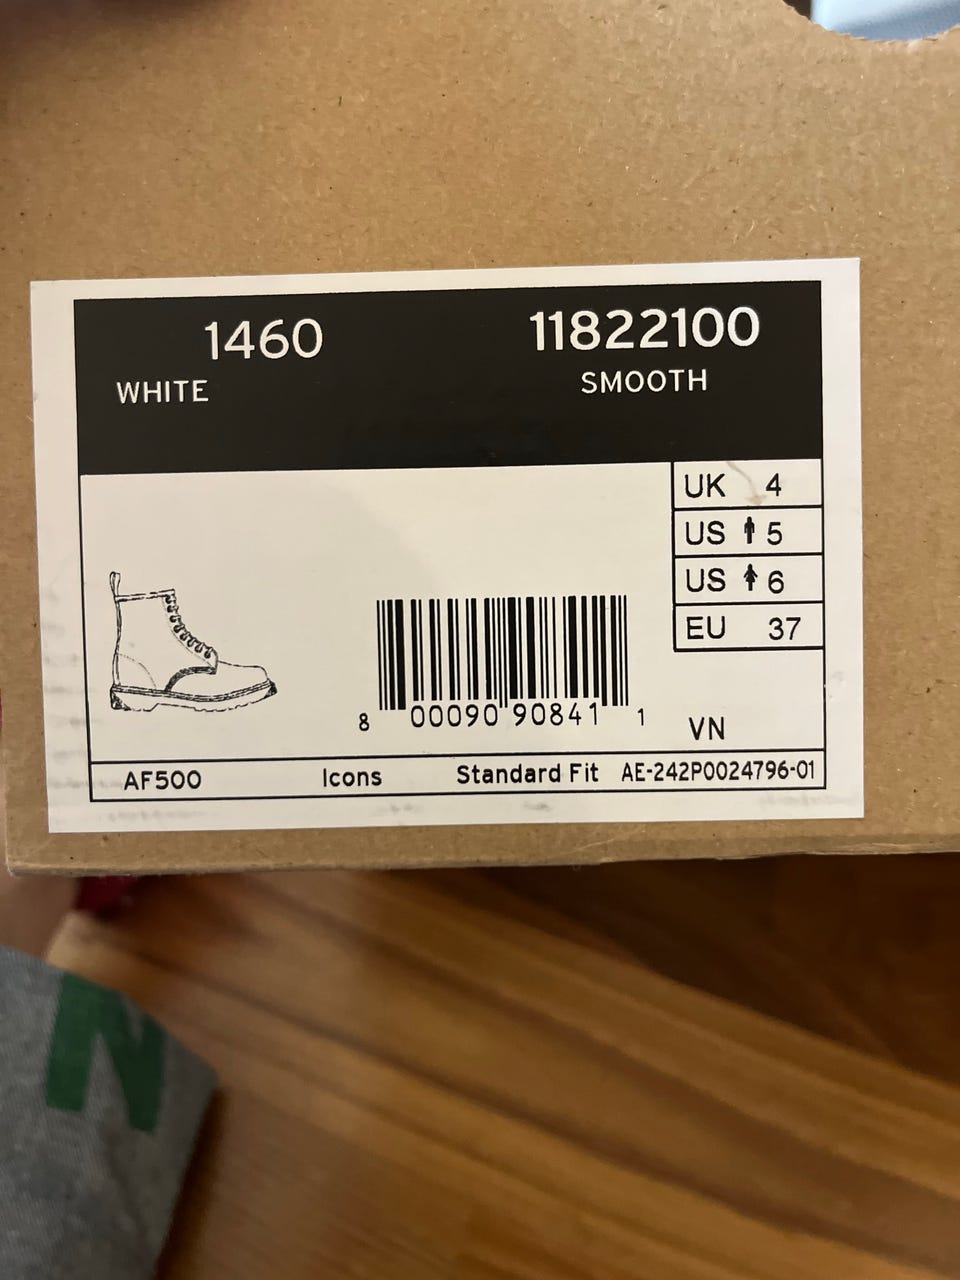 1460 11822100
WHITE SMOOTH
UK 4
US 5
US 6
EU 37
8 00090 90841 1
VN
AF500 Icons Standard Fit AE-242P0024796-01
N